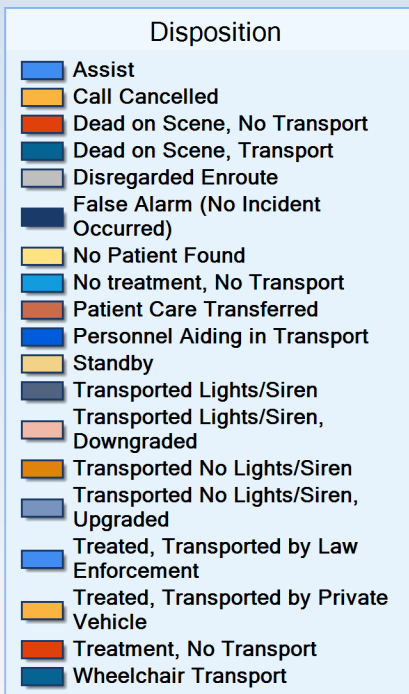 Disposition
Assist
Call Cancelled
Dead on Scene, No Transport
Dead on Scene, Transport
Disregarded Enroute
False Alarm (No Incident
Occurred)
No Patient Found
No treatment, No Transport
Patient Care Transferred
Personnel Aiding in Transport
Standby
Transported Lights/Siren
Transported Lights/Siren,
Downgraded
Transported No Lights/Siren
Transported No Lights/Siren,
Upgraded
Treated, Transported by Law
Enforcement
Treated, Transported by Private
Vehicle
Treatment, No Transport
Wheelchair Transport